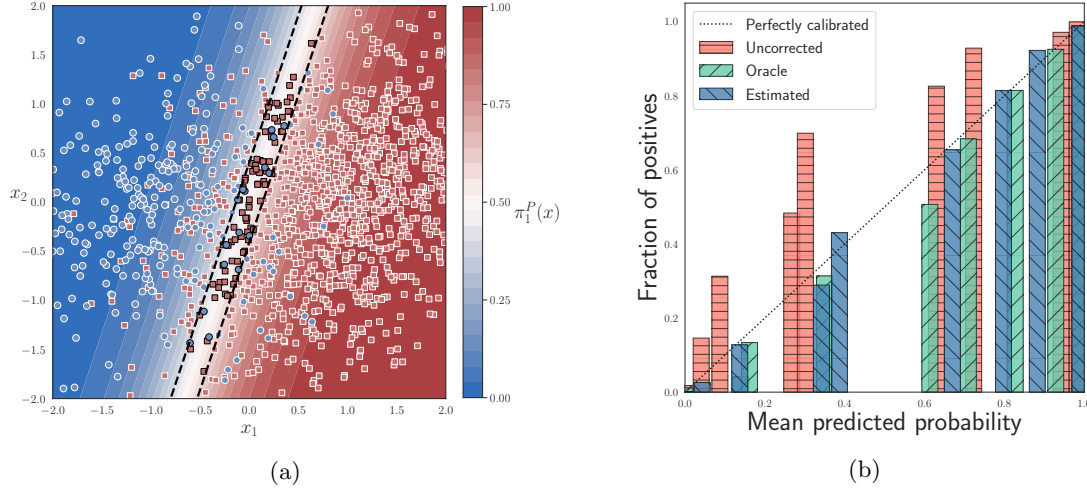 2.0
1.5
1.0
0.5
0.0
−0.5
−1.0
−1.5
−2.0
x2
−2.0 −1.5 −1.0 −0.5 0.0 0.5 1.0 1.5 2.0
x1
1.00
0.75
0.50
0.25
0.00
π₁ᴾ(x)
(a)
Perfectly calibrated
Uncorrected
Oracle
Estimated
Fraction of positives
1.0
0.8
0.6
0.4
0.2
0.0
0.0 0.2 0.4 0.6 0.8 1.0
Mean predicted probability
(b)